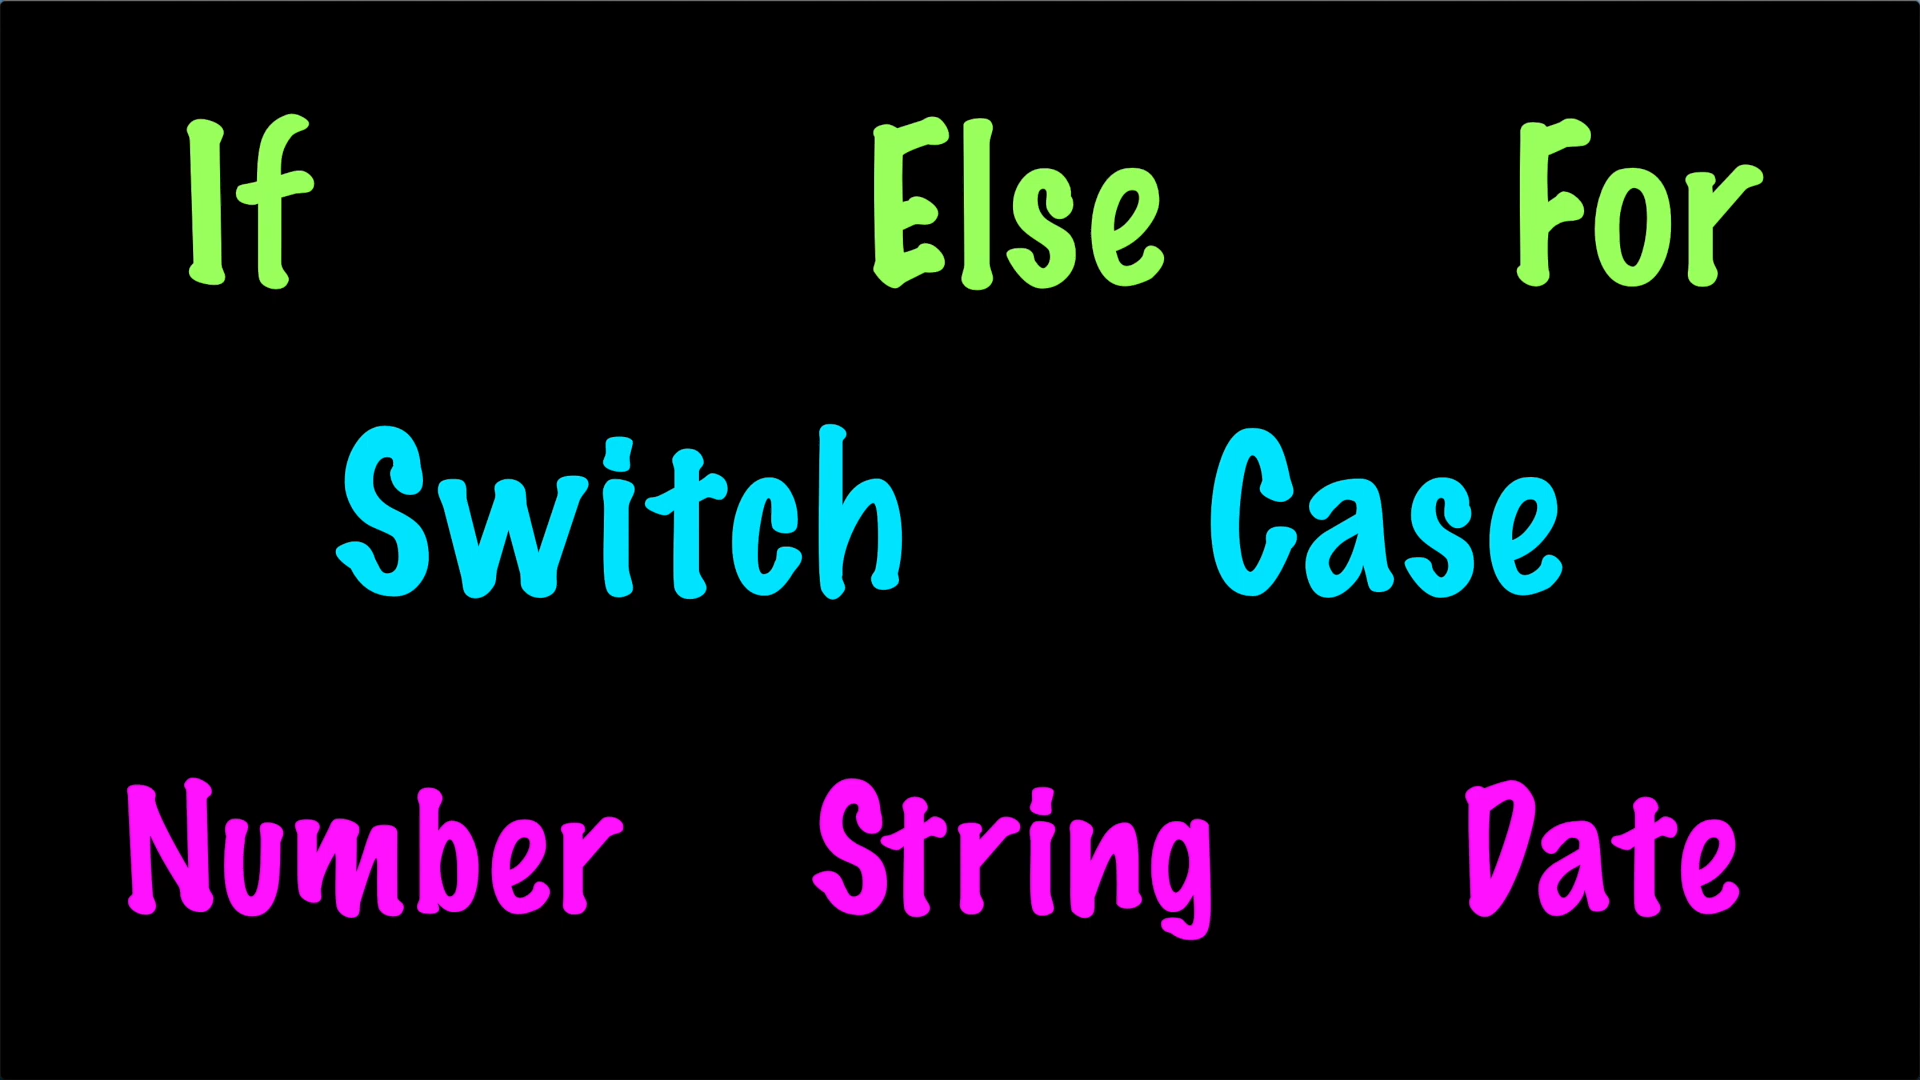 If Else For
Switch Case
Number String Date